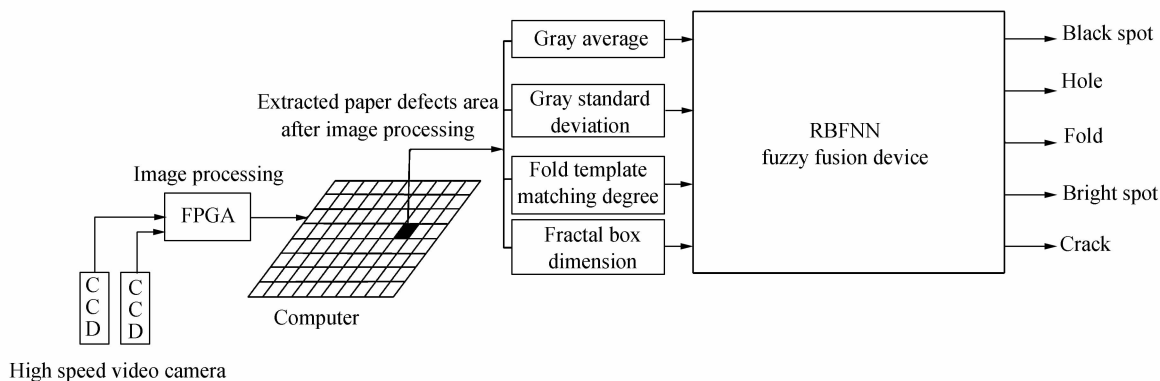 Gray average
Black spot
Extracted paper defects area
after image processing
Gray standard
deviation
Hole
RBFNN
fuzzy fusion device
Fold
Image processing
FPGA
Fold template
matching degree
Bright spot
Fractal box
dimension
Crack
C
C
D
C
C
D
Computer
High speed video camera